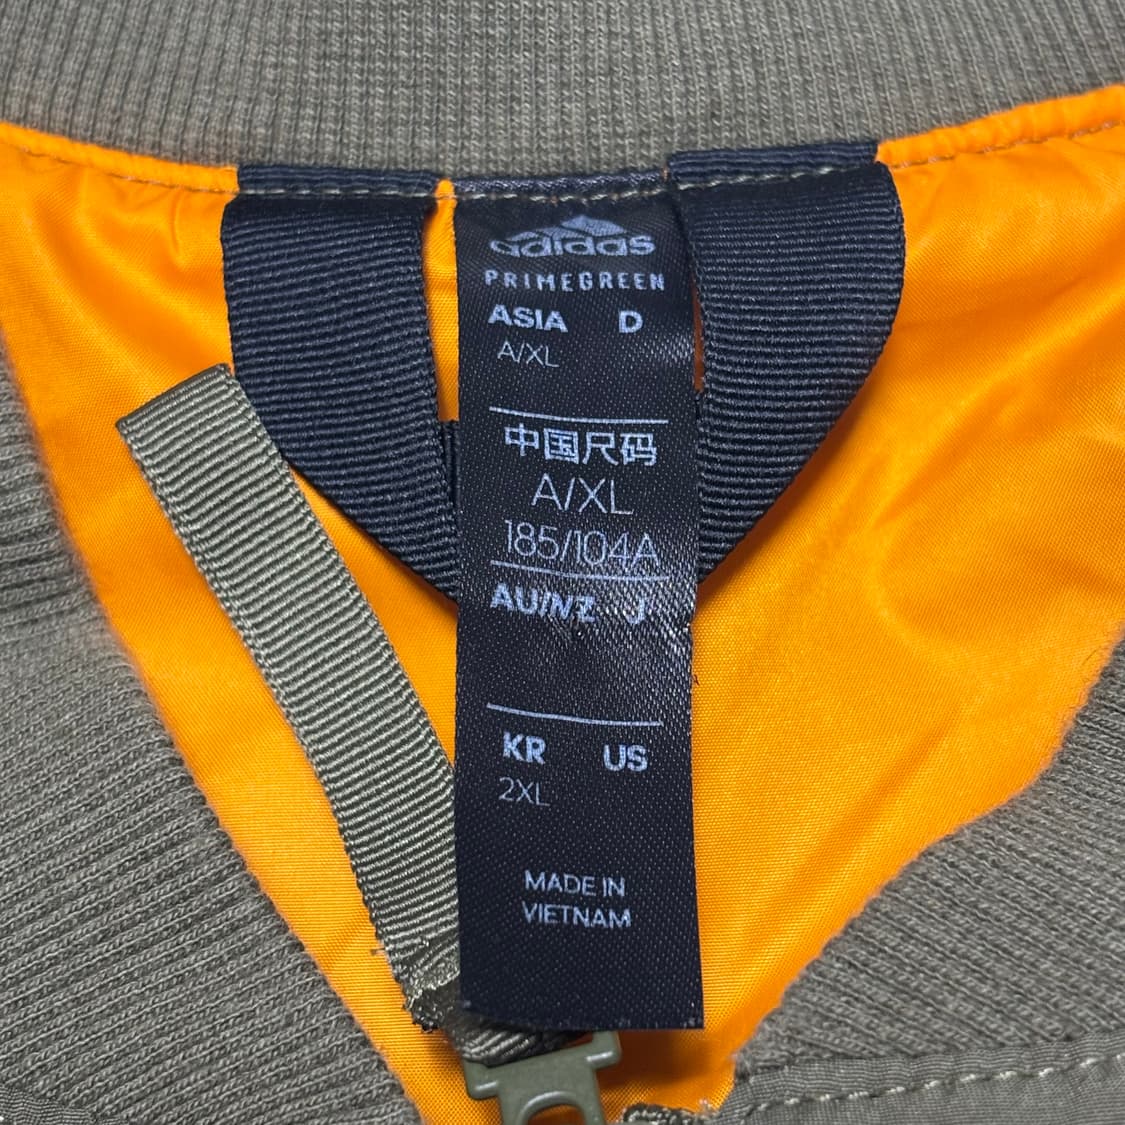 adidas
PRIMEGREEN
ASIA D
A/XL
中国尺码
A/XL
185/104A
AU/NZ J
KR US
2XL
MADE IN
VIETNAM